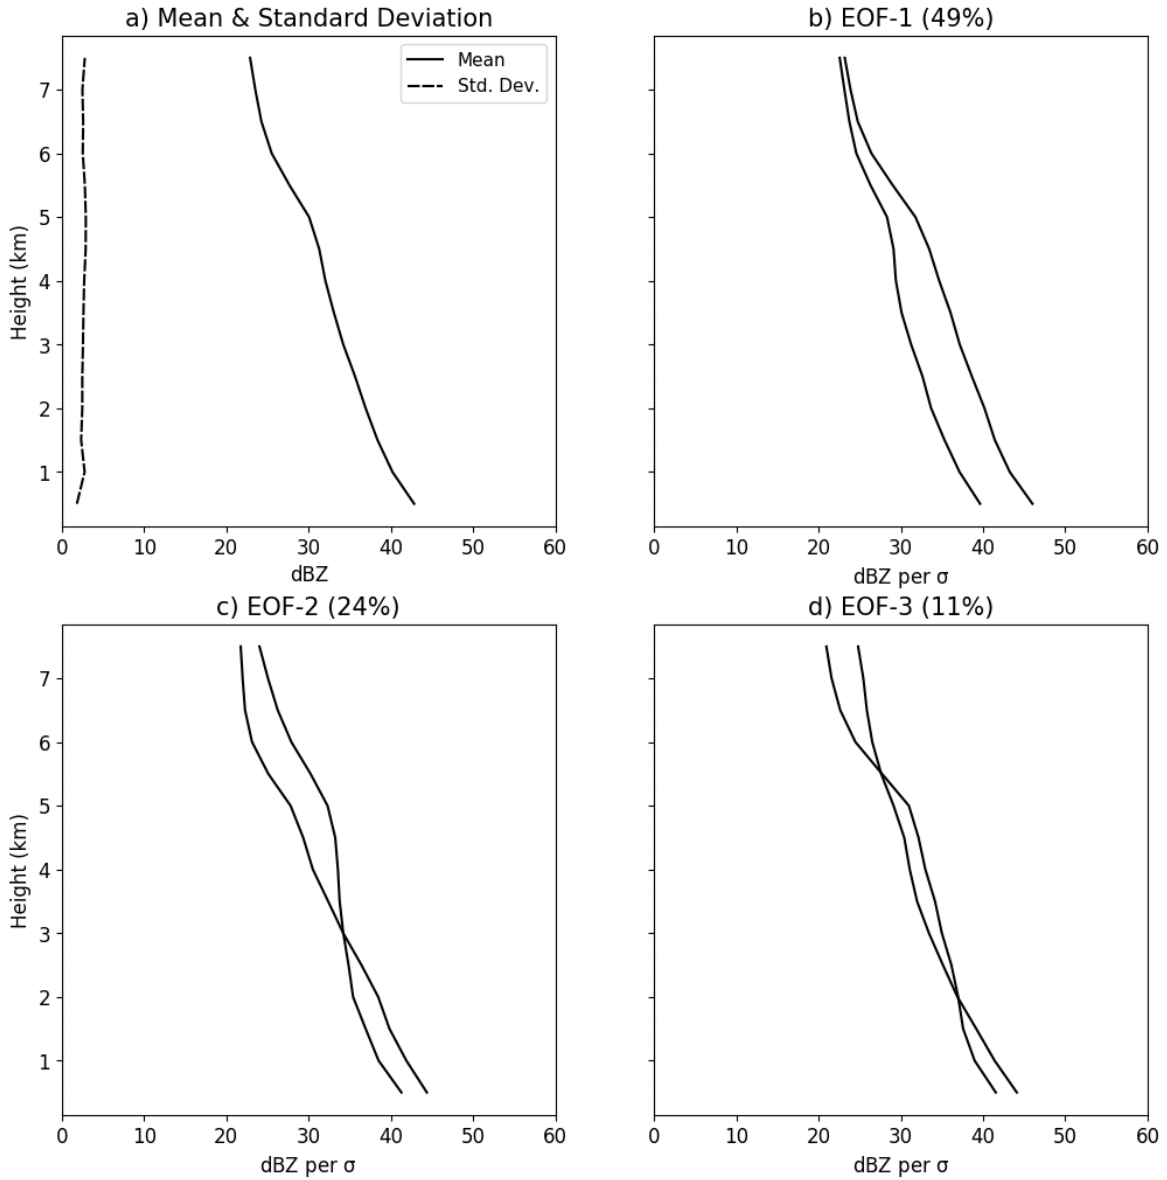 a) Mean & Standard Deviation
Mean
Std. Dev.
Height (km)
7
6
5
4
3
2
1
0 10 20 30 40 50 60
dBZ
b) EOF-1 (49%)
0 10 20 30 40 50 60
dBZ per σ
c) EOF-2 (24%)
Height (km)
7
6
5
4
3
2
1
0 10 20 30 40 50 60
dBZ per σ
d) EOF-3 (11%)
0 10 20 30 40 50 60
dBZ per σ